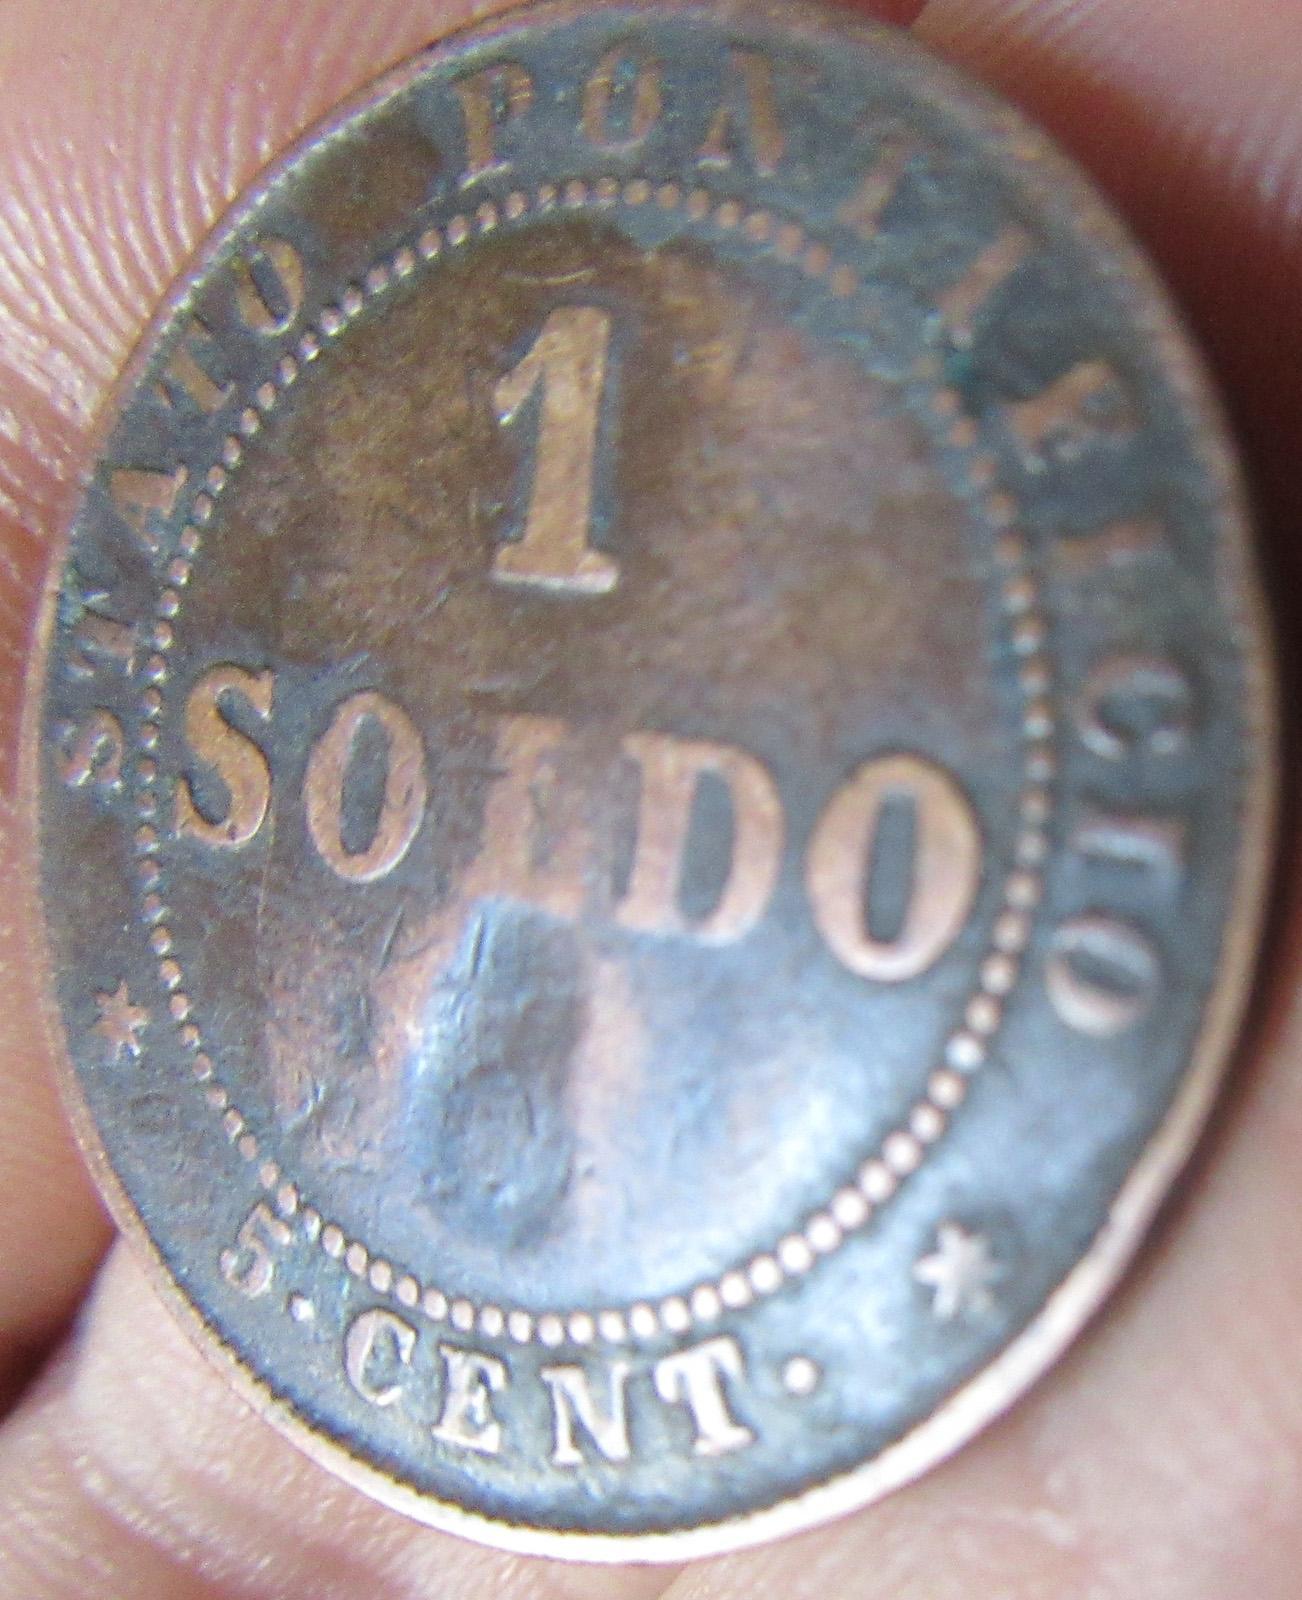 STATO PONTIFICIO
1
SOLDO
5. CENT.